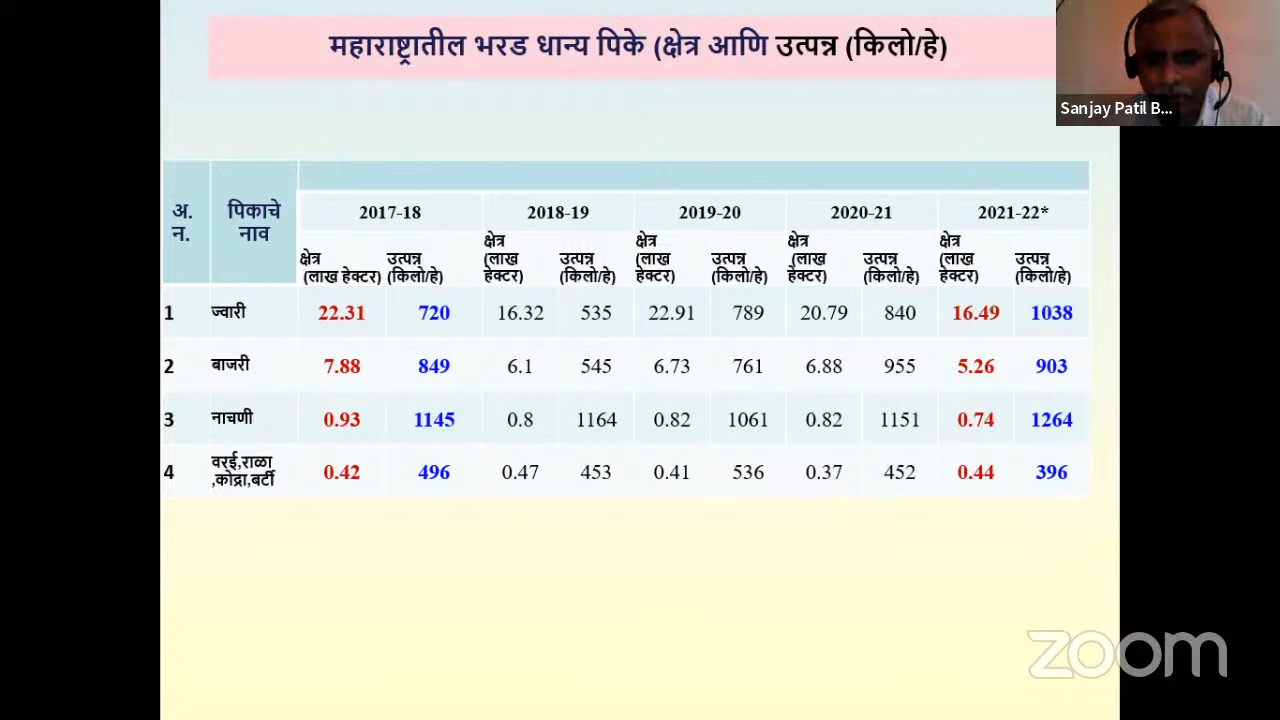 महाराष्ट्रातील भरड धान्य पिके (क्षेत्र आणि उत्पन्न (किलो/हे)
Sanjay Patil B...
अ. न. पिकाचे नाव
2017-18 2018-19 2019-20 2020-21 2021-22*
क्षेत्र (लाख हेक्टर) उत्पन्न (किलो/हे) क्षेत्र (लाख हेक्टर) उत्पन्न (किलो/हे) क्षेत्र (लाख हेक्टर) उत्पन्न (किलो/हे) क्षेत्र (लाख हेक्टर) उत्पन्न (किलो/हे) क्षेत्र (लाख हेक्टर) उत्पन्न (किलो/हे)
1 ज्वारी 22.31 720 16.32 535 22.91 789 20.79 840 16.49 1038
2 बाजरी 7.88 849 6.1 545 6.73 761 6.88 955 5.26 903
3 नाचणी 0.93 1145 0.8 1164 0.82 1061 0.82 1151 0.74 1264
4 वरई,राळा ,कोद्रा,बर्टी 0.42 496 0.47 453 0.41 536 0.37 452 0.44 396
zoom